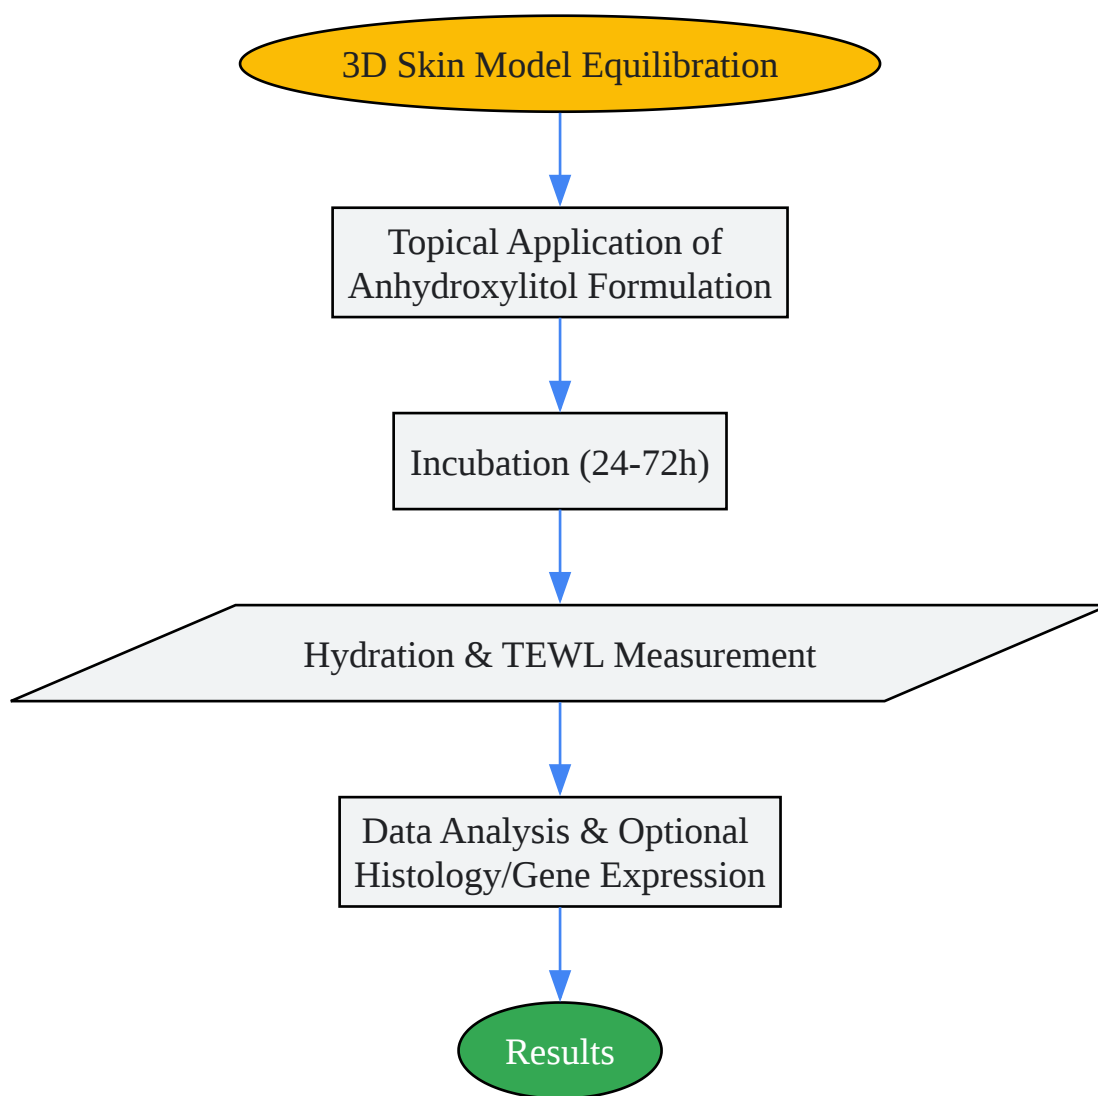 3D Skin Model Equilibration
Topical Application of
Anhydroxylitol Formulation
Incubation (24-72h)
Hydration & TEWL Measurement
Data Analysis & Optional
Histology/Gene Expression
Results